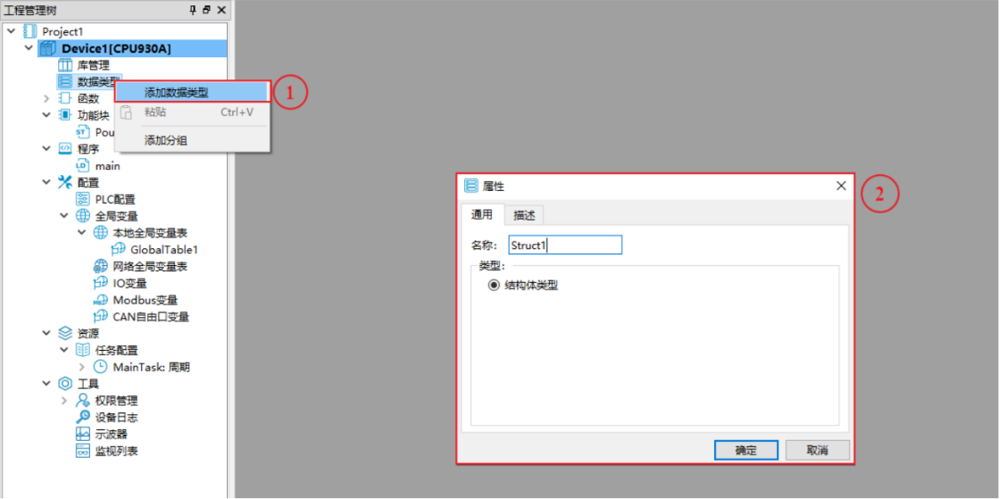 工程管理树
Project1
Device1[CPU930A]
库管理
数据类型
添加数据类型
1
函数
粘贴 Ctrl+V
功能块
Pou
添加分组
程序
main
配置
PLC配置
全局变量
本地全局变量表
GlobalTable1
网络全局变量表
IO变量
Modbus变量
CAN自由口变量
资源
任务配置
MainTask: 周期
工具
权限管理
设备日志
示波器
监视列表
属性
2
通用 描述
名称: Struct1
类型:
结构体类型
确定 取消